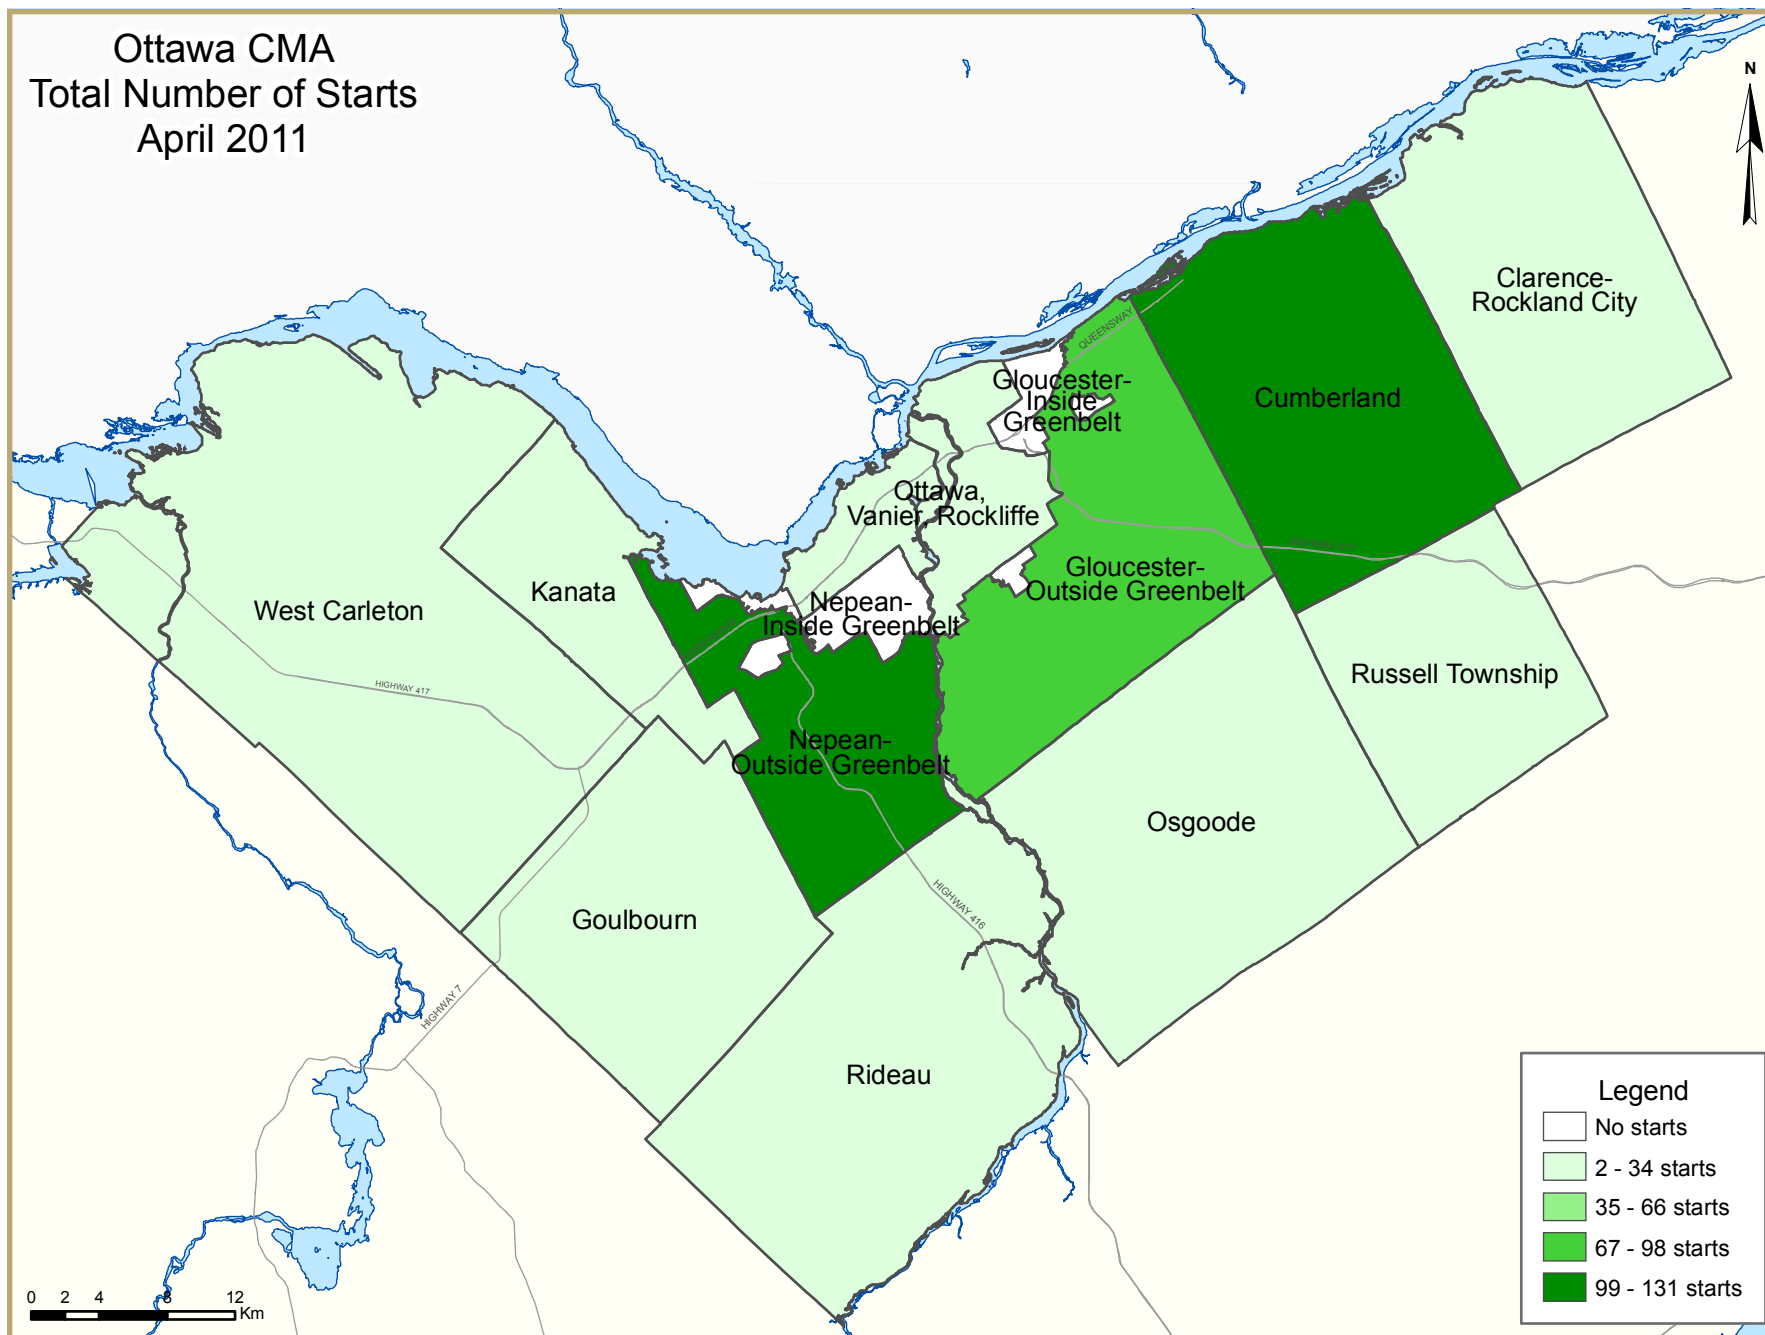 Ottawa CMA
Total Number of Starts
April 2011
N
Clarence-
Rockland City
QUEENSWAY
Gloucester-
Inside
Greenbelt
Cumberland
Ottawa,
Vanier, Rockliffe
Gloucester-
Outside Greenbelt
Kanata
West Carleton
Nepean-
Inside Greenbelt
Russell Township
HIGHWAY 417
Nepean-
Outside Greenbelt
Osgoode
Goulbourn
HIGHWAY 416
HIGHWAY 7
Rideau
Legend
No starts
2 - 34 starts
35 - 66 starts
67 - 98 starts
99 - 131 starts
0 2 4 8 12
Km